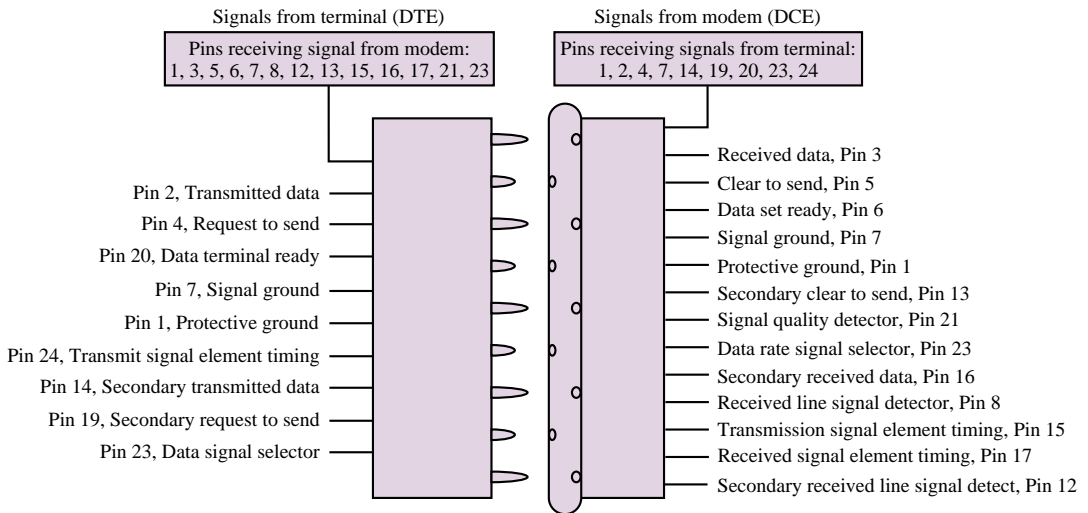 Signals from terminal (DTE)
Pins receiving signal from modem:
1, 3, 5, 6, 7, 8, 12, 13, 15, 16, 17, 21, 23
Pin 2, Transmitted data
Pin 4, Request to send
Pin 20, Data terminal ready
Pin 7, Signal ground
Pin 1, Protective ground
Pin 24, Transmit signal element timing
Pin 14, Secondary transmitted data
Pin 19, Secondary request to send
Pin 23, Data signal selector
Signals from modem (DCE)
Pins receiving signals from terminal:
1, 2, 4, 7, 14, 19, 20, 23, 24
Received data, Pin 3
Clear to send, Pin 5
Data set ready, Pin 6
Signal ground, Pin 7
Protective ground, Pin 1
Secondary clear to send, Pin 13
Signal quality detector, Pin 21
Data rate signal selector, Pin 23
Secondary received data, Pin 16
Received line signal detector, Pin 8
Transmission signal element timing, Pin 15
Received signal element timing, Pin 17
Secondary received line signal detect, Pin 12